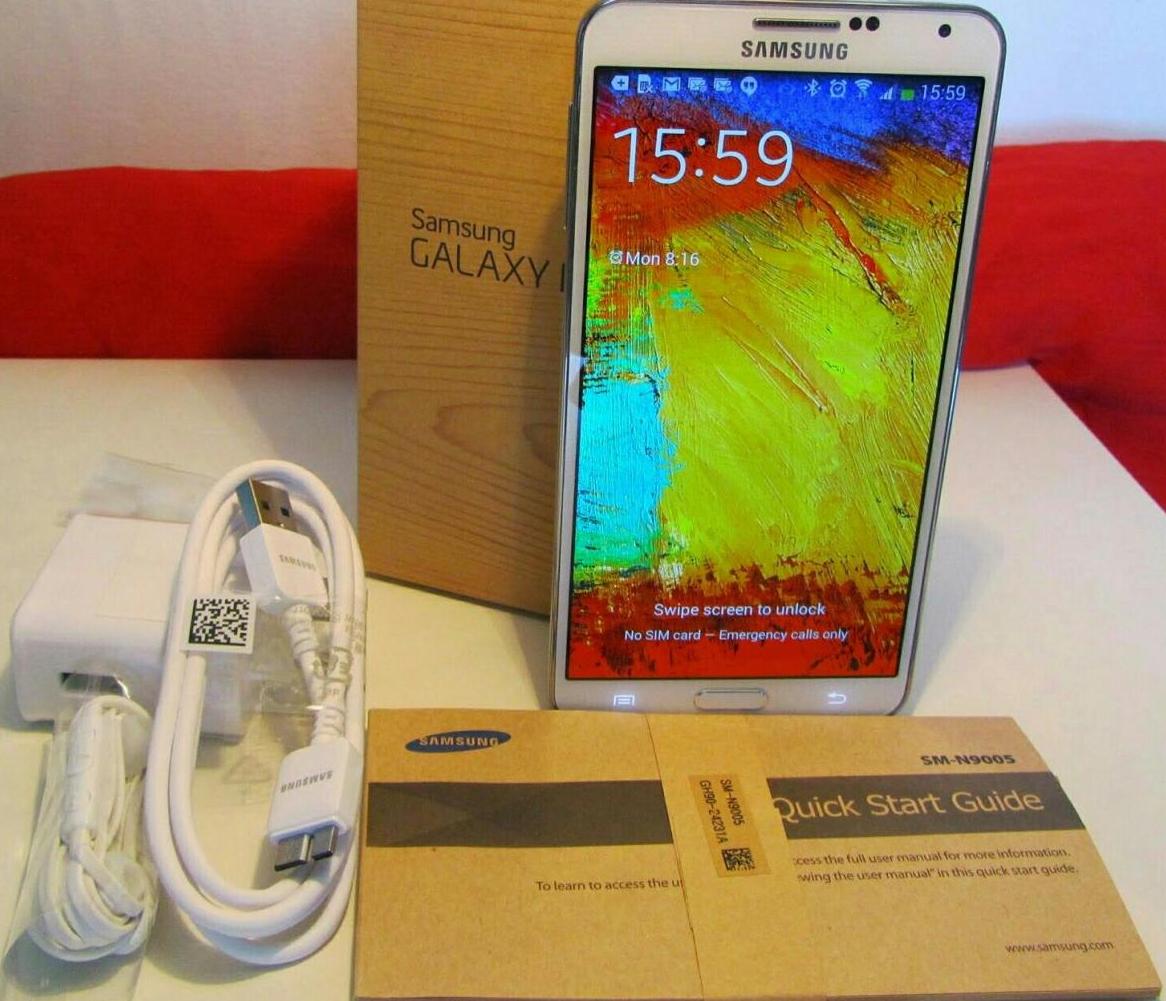 SAMSUNG
15:59
15:59
Mon 8:16
Swipe screen to unlock
No SIM card — Emergency calls only
Samsung
GALAXY
SAMSUNG
SAMSUNG
SAMSUNG
SM-N9005
Quick Start Guide
SM-N9005
GH90-24231A
To learn to access the
ccess the full user manual for more information.
wing the user manual" in this quick start guide.
www.samsung.com